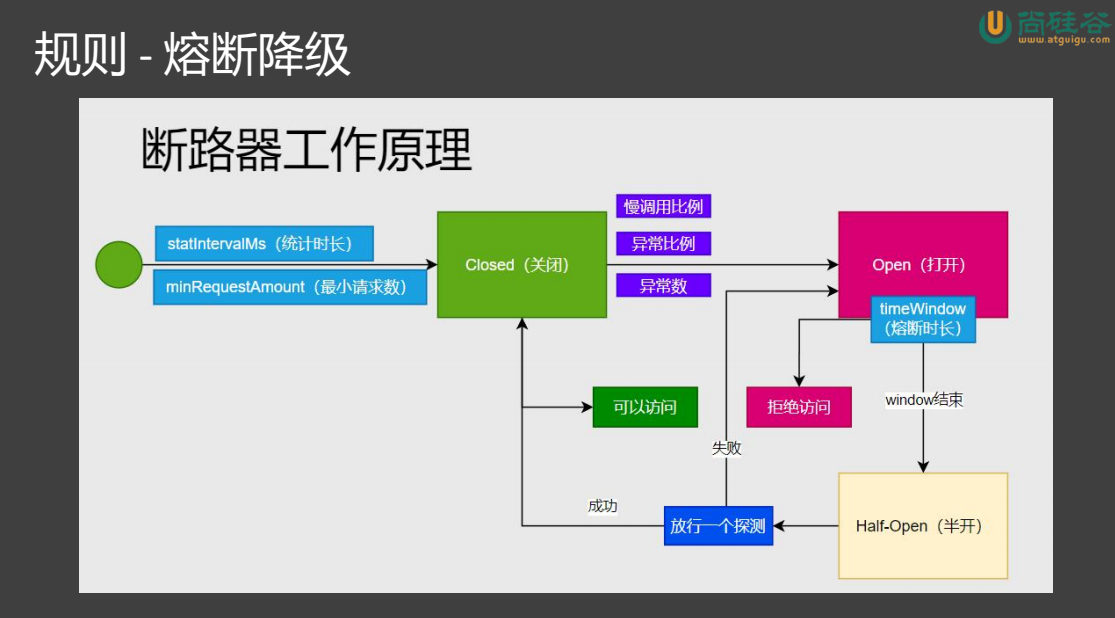 尚硅谷
www.atguigu.com
规则 - 熔断降级
断路器工作原理
statIntervalMs（统计时长）
minRequestAmount（最小请求数）
Closed（关闭）
慢调用比例
异常比例
异常数
Open（打开）
timeWindow
（熔断时长）
可以访问
拒绝访问
window结束
失败
成功
放行一个探测
Half-Open（半开）